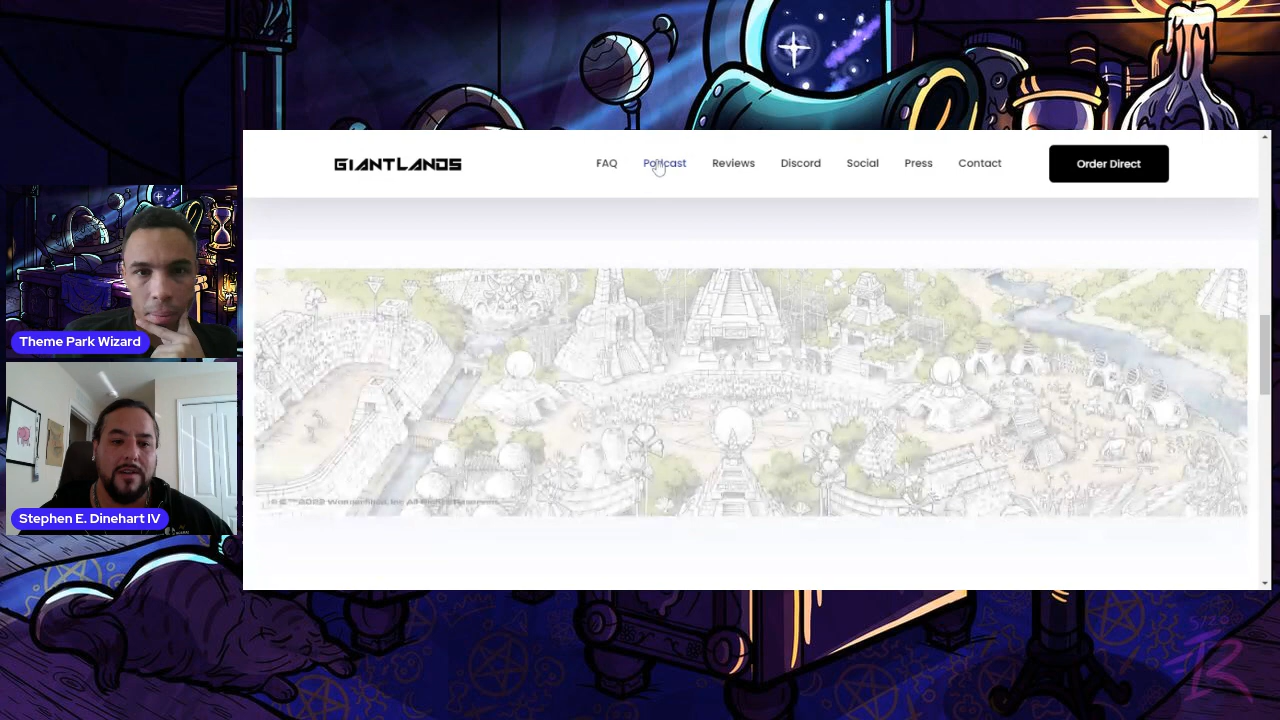 GIANTLANDS
FAQ Podcast Reviews Discord Social Press Contact
Order Direct
Theme Park Wizard
Stephen E. Dinehart IV